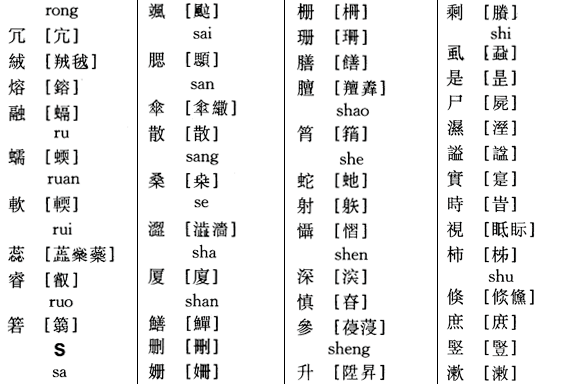 rong
冗 [宂]
絨 [羢毧]
熔 [鎔]
融 [螎]
ru
蠕 [蝡]
ruan
軟 [輭]
rui
蕊 [蕋橤蘂]
睿 [叡]
ruo
箬 [篛]
S
sa
颯 [䬃]
sai
腮 [顋]
san
傘 [傘繖]
散 [㪚]
sang
桑 [桒]
se
澀 [澁濇]
sha
厦 [廈]
shan
鱔 [鱓]
删 [刪]
姗 [姍]
栅 [柵]
珊 [珊]
膳 [饍]
膻 [羶羴]
shao
筲 [䈰]
she
蛇 [虵]
射 [䠶]
懾 [慴]
shen
深 [㴱]
慎 [昚]
參 [葠蓡]
sheng
升 [陞昇]
剩 [賸]
shi
虱 [蝨]
是 [昰]
尸 [屍]
濕 [溼]
謚 [諡]
實 [寔]
時 [旹]
視 [眡眎]
柿 [柹]
shu
倏 [倐儵]
庶 [庻]
竪 [豎]
漱 [潄]